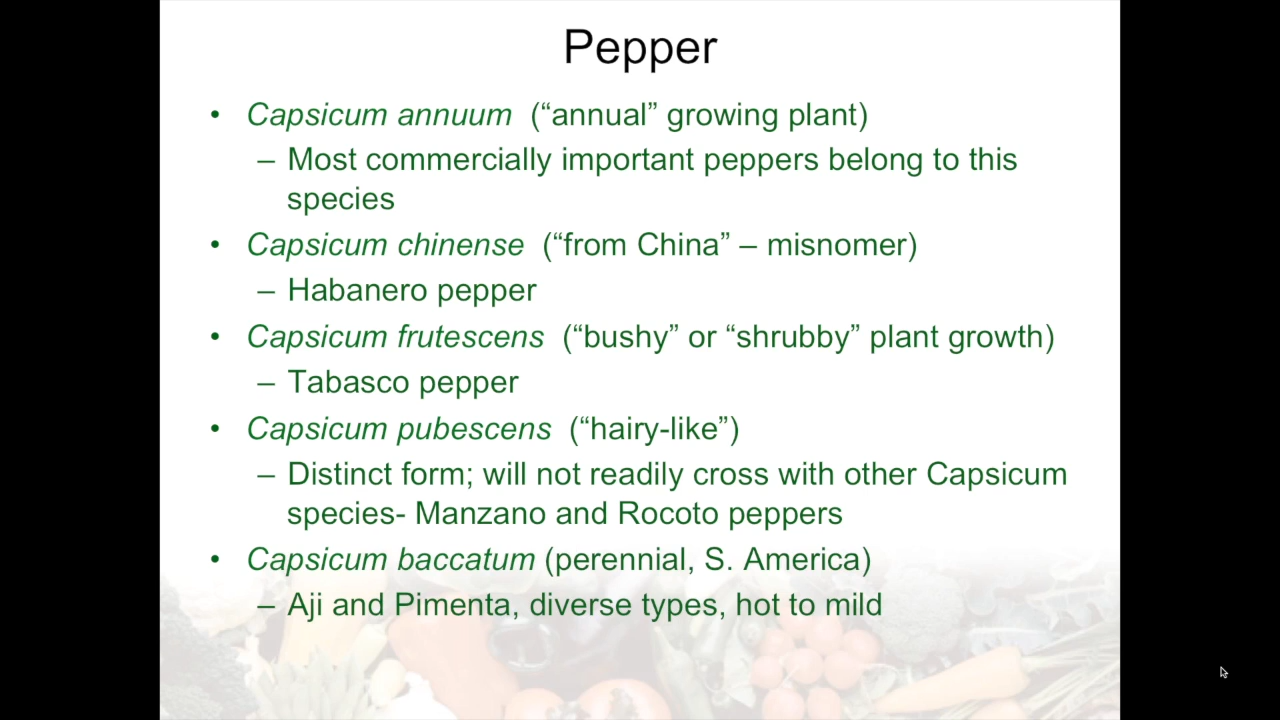 Pepper
• Capsicum annuum (“annual” growing plant)
– Most commercially important peppers belong to this
species
• Capsicum chinense (“from China” – misnomer)
– Habanero pepper
• Capsicum frutescens (“bushy” or “shrubby” plant growth)
– Tabasco pepper
• Capsicum pubescens (“hairy-like”)
– Distinct form; will not readily cross with other Capsicum
species- Manzano and Rocoto peppers
• Capsicum baccatum (perennial, S. America)
– Aji and Pimenta, diverse types, hot to mild